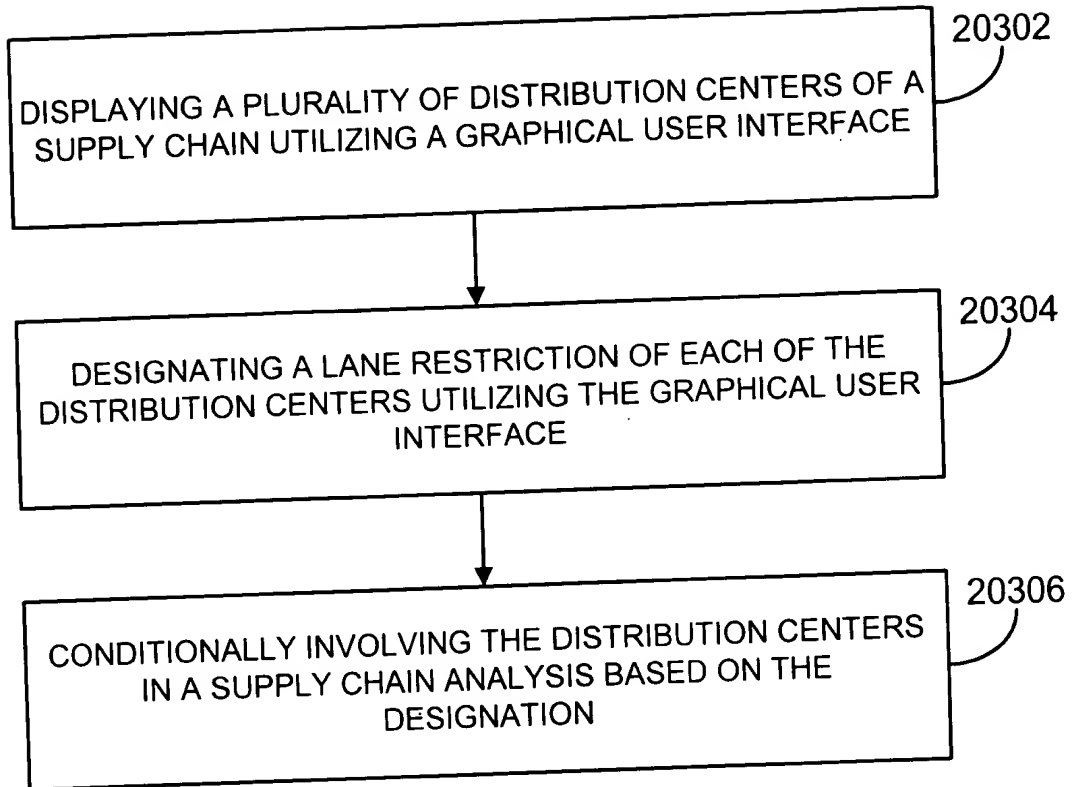 20302
DISPLAYING A PLURALITY OF DISTRIBUTION CENTERS OF A
SUPPLY CHAIN UTILIZING A GRAPHICAL USER INTERFACE
20304
DESIGNATING A LANE RESTRICTION OF EACH OF THE
DISTRIBUTION CENTERS UTILIZING THE GRAPHICAL USER
INTERFACE
20306
CONDITIONALLY INVOLVING THE DISTRIBUTION CENTERS
IN A SUPPLY CHAIN ANALYSIS BASED ON THE
DESIGNATION